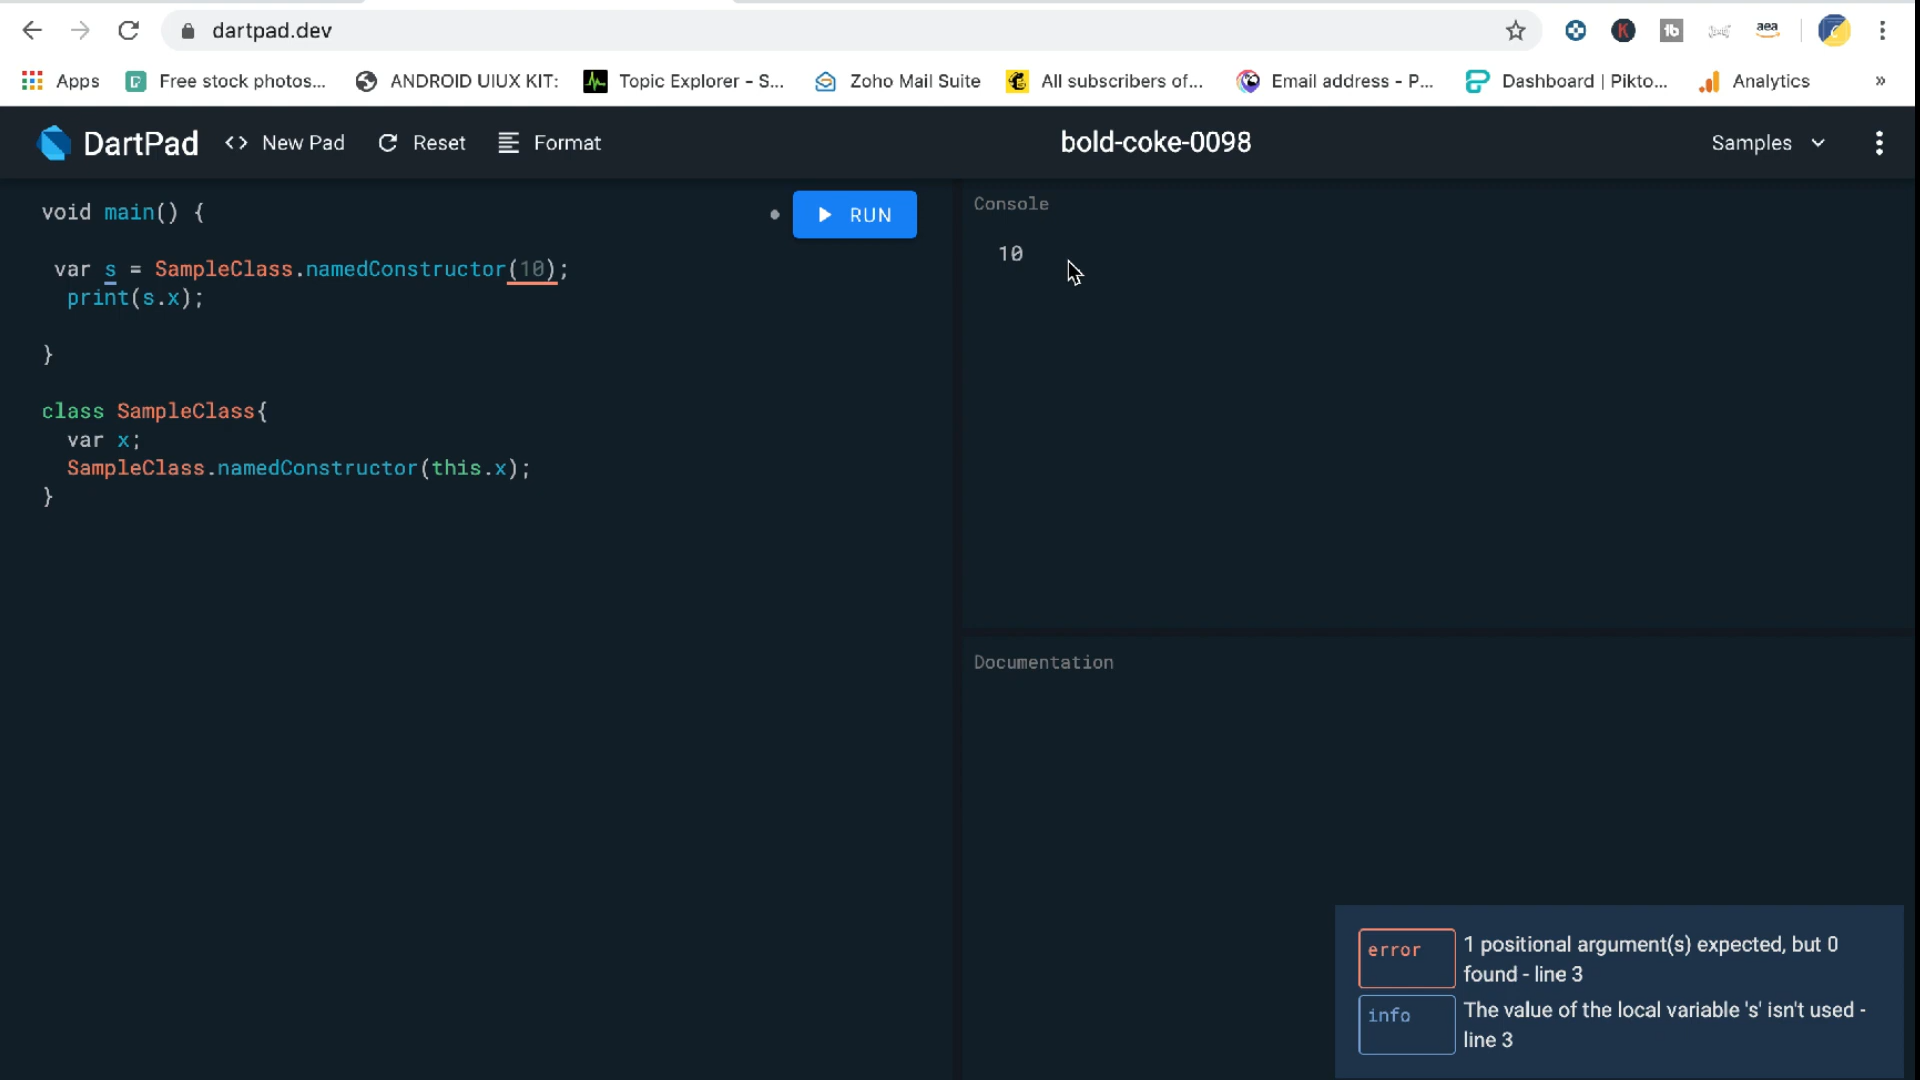 dartpad.dev
Apps Free stock photos... ANDROID UIUX KIT: Topic Explorer - S... Zoho Mail Suite All subscribers of... Email address - P... Dashboard | Pikto... Analytics »
DartPad <> New Pad Reset Format bold-coke-0098 Samples
void main() {
RUN
var s = SampleClass.namedConstructor(10);
print(s.x);
}
class SampleClass{
var x;
SampleClass.namedConstructor(this.x);
}
Console
10
Documentation
error 1 positional argument(s) expected, but 0
found - line 3
info The value of the local variable 's' isn't used -
line 3